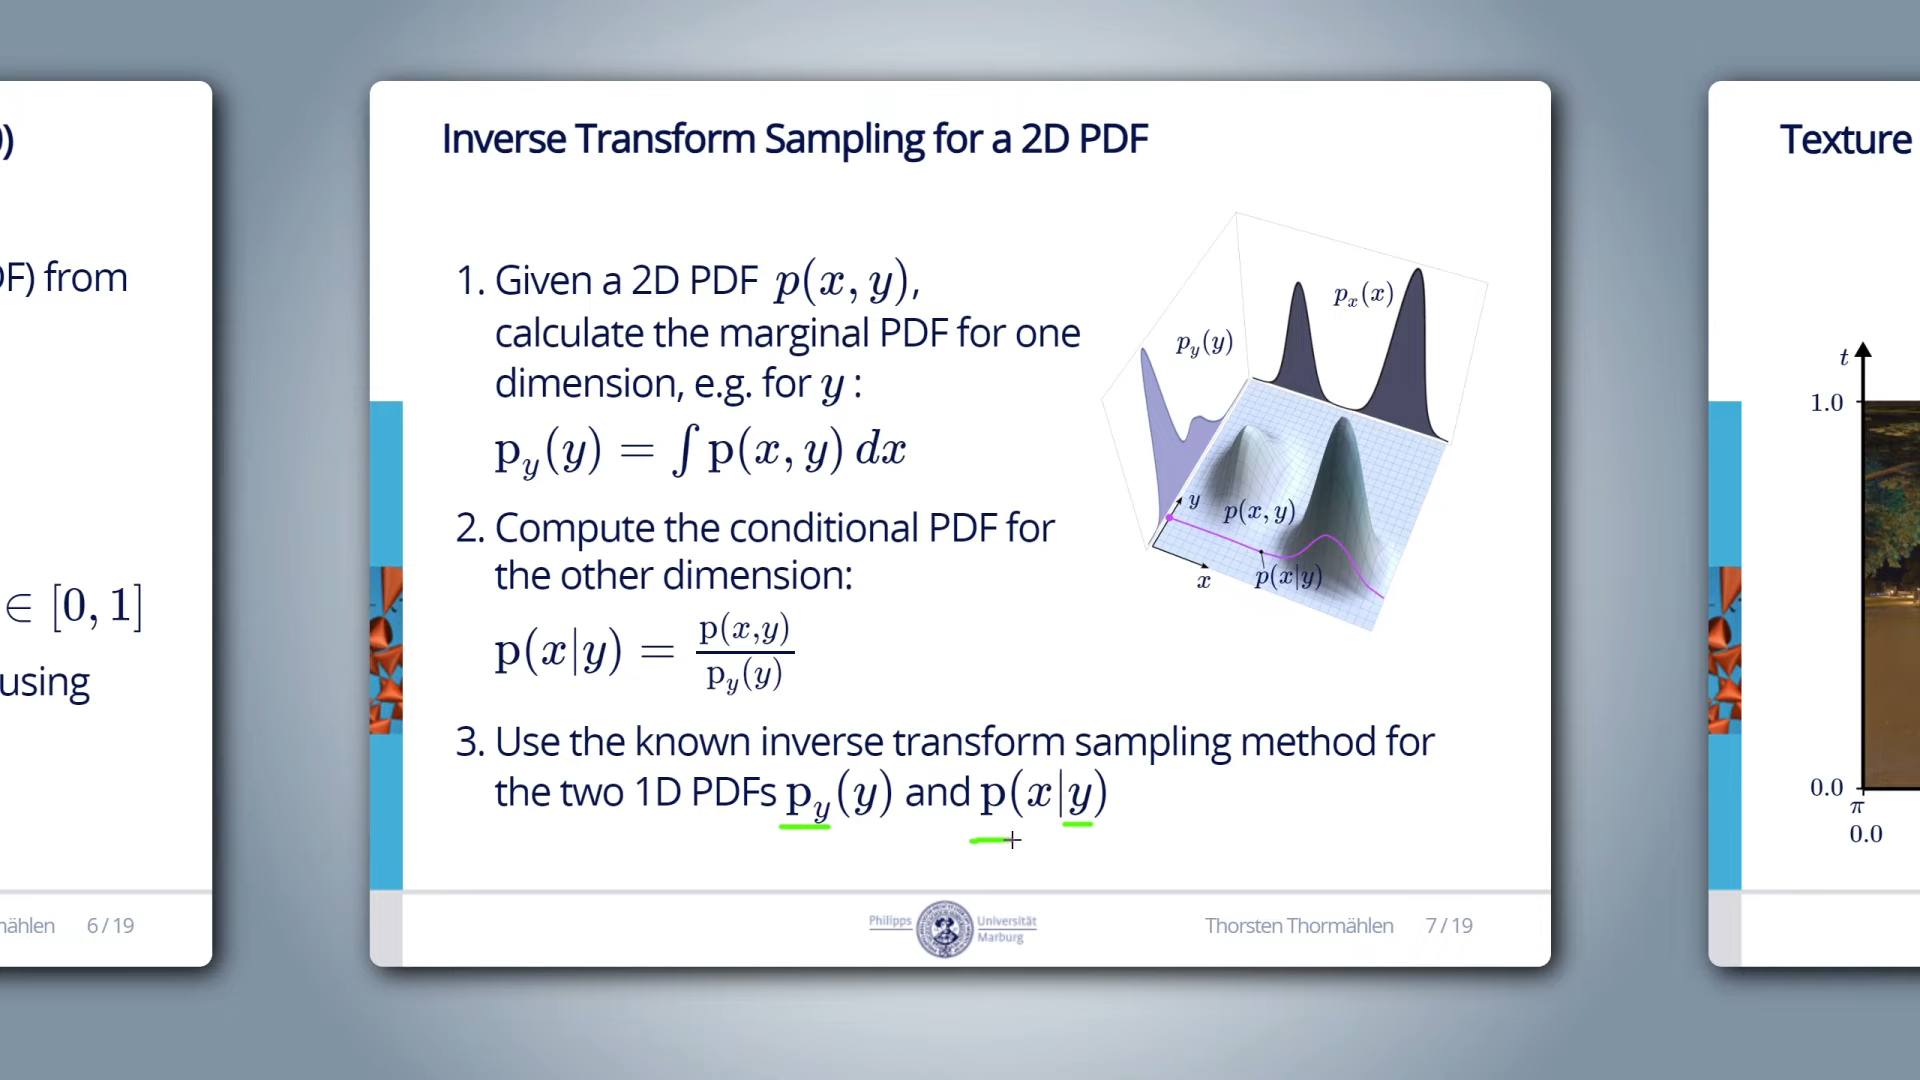 )
DF) from
∈ [0, 1]
using
mählen 6 / 19
Inverse Transform Sampling for a 2D PDF
1. Given a 2D PDF p(x, y),
calculate the marginal PDF for one
dimension, e.g. for y :
p_y(y) = ∫ p(x, y) dx
2. Compute the conditional PDF for
the other dimension:
p(x|y) = p(x,y) / p_y(y)
3. Use the known inverse transform sampling method for
the two 1D PDFs p_y(y) and p(x|y)
p_x(x)
p_y(y)
y
p(x, y)
p(x|y)
x
Philipps Universität
Marburg
Thorsten Thormählen 7 / 19
Texture
t
1.0
0.0
π
0.0